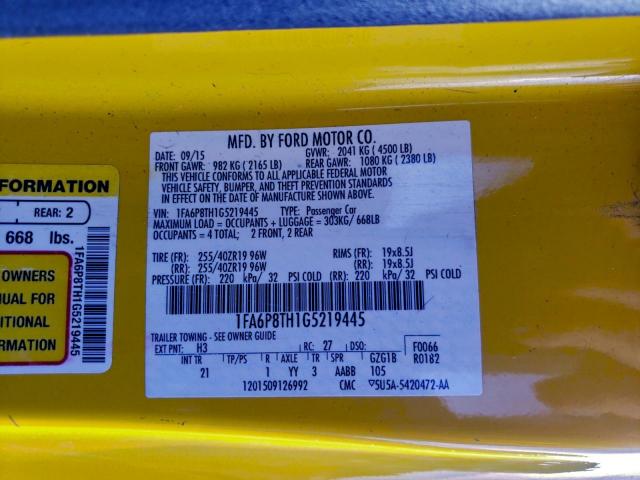 MFD. BY FORD MOTOR CO.
DATE: 09/15 GVWR: 2041 KG ( 4500 LB)
FRONT GAWR: 982 KG ( 2165 LB) REAR GAWR: 1080 KG ( 2380 LB)
THIS VEHICLE CONFORMS TO ALL APPLICABLE FEDERAL MOTOR
VEHICLE SAFETY, BUMPER, AND THEFT PREVENTION STANDARDS
IN EFFECT ON THE DATE OF MANUFACTURE SHOWN ABOVE.
VIN: 1FA6P8TH1G5219445 TYPE: Passenger Car
MAXIMUM LOAD = OCCUPANTS + LUGGAGE = 303KG/ 668LB
OCCUPANTS = 4 TOTAL; 2 FRONT, 2 REAR
TIRE (FR): 255/40ZR19 96W RIMS (FR): 19x8.5J
(RR): 255/40ZR19 96W (RR): 19x8.5J
PRESSURE (FR): 220 kPa/ 32 PSI COLD (RR): 220 kPa/ 32 PSI COLD
1FA6P8TH1G5219445
TRAILER TOWING - SEE OWNER GUIDE
EXT PNT: H3 RC: 27 DSO: F0066
INT TR TP/PS R AXLE TR SPR GZG1B R0182
21 1 YY 3 AABB 105
1201509126992 CMC 5U5A-5420472-AA
FORMATION
REAR: 2
668 lbs.
OWNERS
NUAL FOR
ITIONAL
ORMATION
1FA6P8TH1G5219445